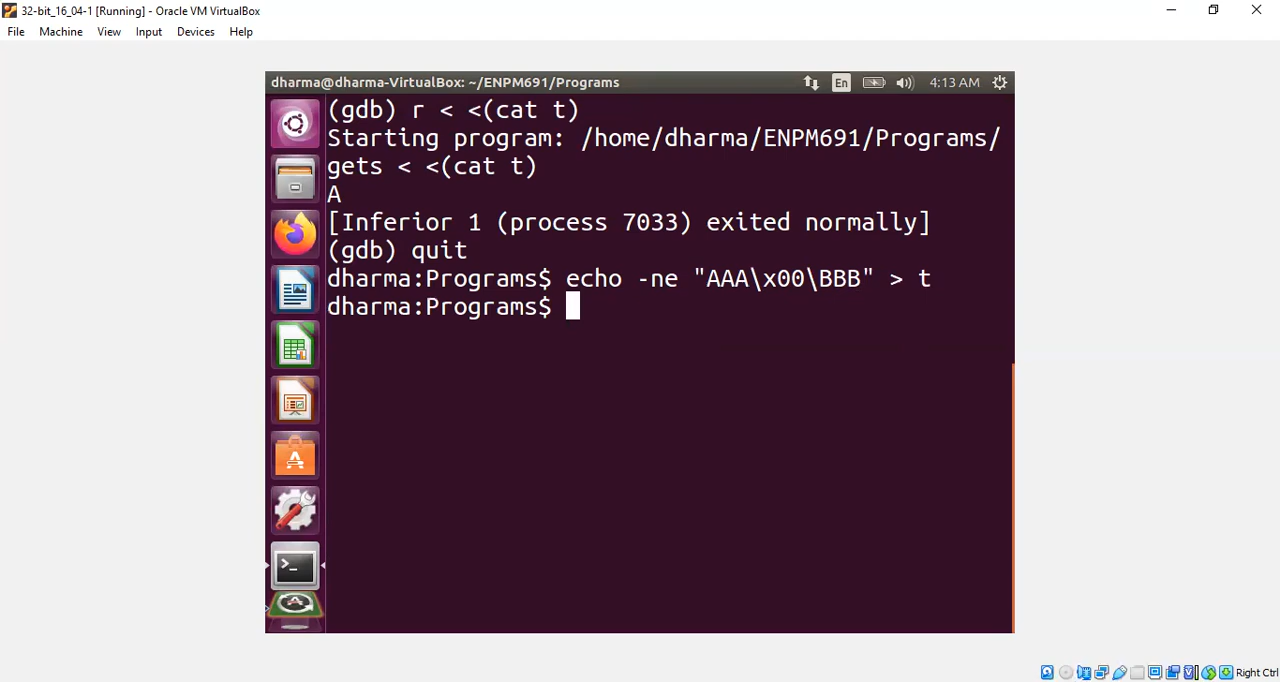 32-bit_16_04-1 [Running] - Oracle VM VirtualBox
File Machine View Input Devices Help
dharma@dharma-VirtualBox: ~/ENPM691/Programs En 4:13 AM
(gdb) r < <(cat t)
Starting program: /home/dharma/ENPM691/Programs/
gets < <(cat t)
A
[Inferior 1 (process 7033) exited normally]
(gdb) quit
dharma:Programs$ echo -ne "AAA\x00\BBB" > t
dharma:Programs$
Right Ctrl